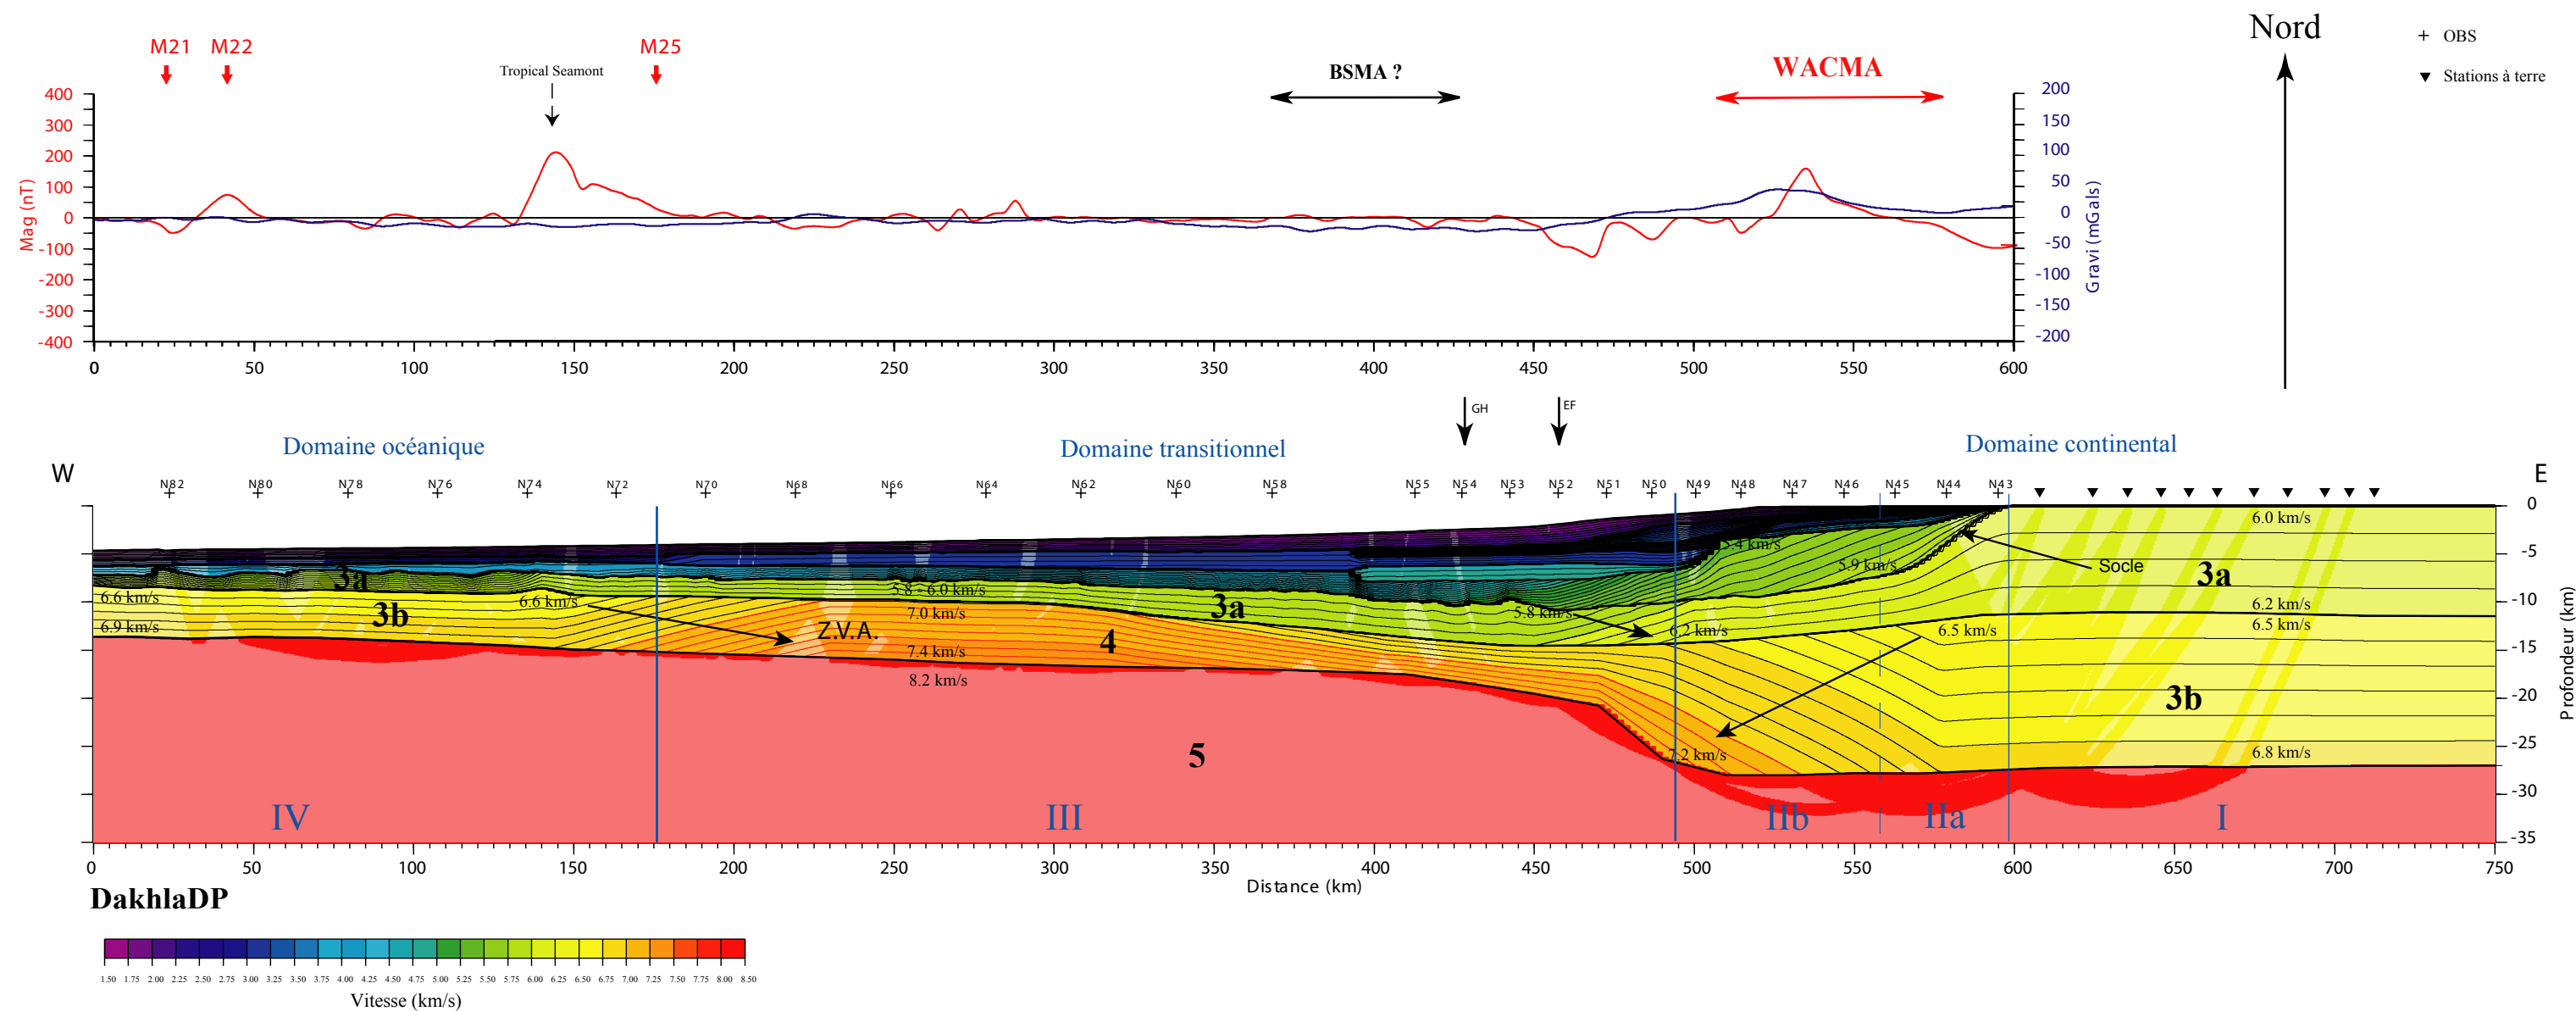 Nord
+ OBS
▼ Stations à terre
M21 M22 M25
Tropical Seamont
BSMA ?
WACMA
400 300 200 100 0 -100 -200 -300 -400
Mag (nT)
200 150 100 50 0 -50 -100 -150 -200
Gravi (mGals)
0 50 100 150 200 250 300 350 400 450 500 550 600
GH EF
Domaine océanique Domaine transitionnel Domaine continental
W E
N82 N80 N78 N76 N74 N72 N70 N68 N66 N64 N62 N60 N58 N55 N54 N53 N52 N51 N50 N49 N48 N47 N46 N45 N44 N43
0 -5 -10 -15 -20 -25 -30 -35
Profondeur (km)
6.0 km/s
5.4 km/s
5.9 km/s
Socle
3a 3a 3a
6.6 km/s 6.6 km/s 5.8 - 6.0 km/s 5.8 km/s 6.2 km/s
3b 7.0 km/s
6.9 km/s Z.V.A. 4 6.2 km/s 6.5 km/s 6.5 km/s
7.4 km/s
8.2 km/s
3b
5 7.2 km/s 6.8 km/s
IV III IIb IIa I
0 50 100 150 200 250 300 350 400 450 500 550 600 650 700 750
Distance (km)
DakhlaDP
1.50 1.75 2.00 2.25 2.50 2.75 3.00 3.25 3.50 3.75 4.00 4.25 4.50 4.75 5.00 5.25 5.50 5.75 6.00 6.25 6.50 6.75 7.00 7.25 7.50 7.75 8.00 8.50
Vitesse (km/s)